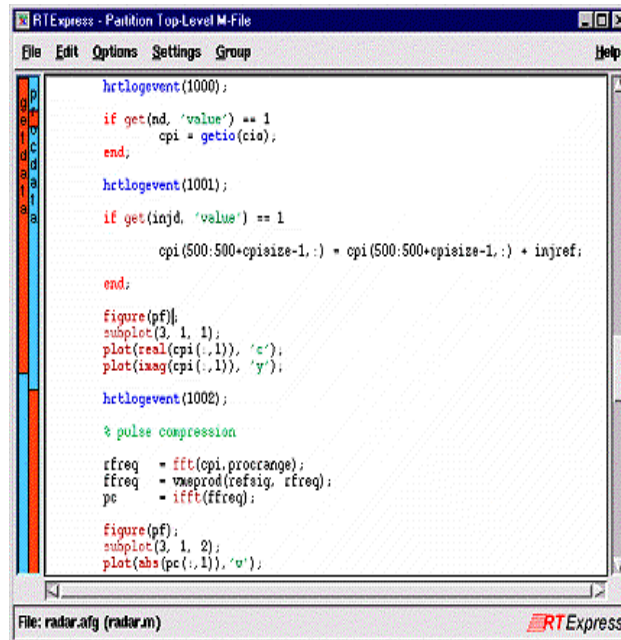 RTExpress - Partition Top-Level M-File
File Edit Options Settings Group Help
getdata
procdata
hrtlogevent(1000);
if get(nd, 'value') == 1
cpi = getio(cio);
end;
hrtlogevent(1001);
if get(injd, 'value') == 1
cpi(500:500+cpisize-1,:) = cpi(500:500+cpisize-1,:) + injref;
end;
figure(pf);
subplot(3, 1, 1);
plot(real(cpi(:,1)), 'c');
plot(imag(cpi(:,1)), 'y');
hrtlogevent(1002);
% pulse compression
rfreq = fft(cpi,procrange);
ffreq = vmeprod(refsig, rfreq);
pc = ifft(ffreq);
figure(pf);
subplot(3, 1, 2);
plot(abs(pc(:,1)),'w');
File: radar.afg (radar.m)
RTExpress